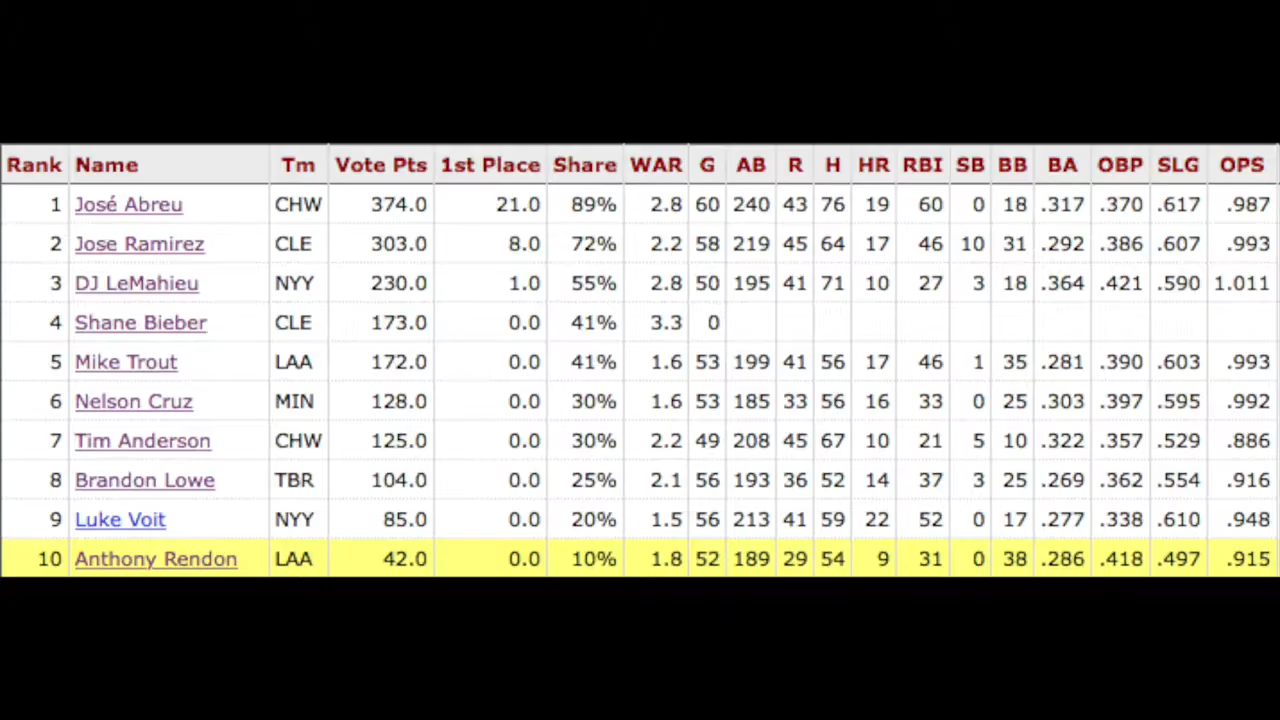 Rank Name Tm Vote Pts 1st Place Share WAR G AB R H HR RBI SB BB BA OBP SLG OPS
1 José Abreu CHW 374.0 21.0 89% 2.8 60 240 43 76 19 60 0 18 .317 .370 .617 .987
2 Jose Ramirez CLE 303.0 8.0 72% 2.2 58 219 45 64 17 46 10 31 .292 .386 .607 .993
3 DJ LeMahieu NYY 230.0 1.0 55% 2.8 50 195 41 71 10 27 3 18 .364 .421 .590 1.011
4 Shane Bieber CLE 173.0 0.0 41% 3.3 0
5 Mike Trout LAA 172.0 0.0 41% 1.6 53 199 41 56 17 46 1 35 .281 .390 .603 .993
6 Nelson Cruz MIN 128.0 0.0 30% 1.6 53 185 33 56 16 33 0 25 .303 .397 .595 .992
7 Tim Anderson CHW 125.0 0.0 30% 2.2 49 208 45 67 10 21 5 10 .322 .357 .529 .886
8 Brandon Lowe TBR 104.0 0.0 25% 2.1 56 193 36 52 14 37 3 25 .269 .362 .554 .916
9 Luke Voit NYY 85.0 0.0 20% 1.5 56 213 41 59 22 52 0 17 .277 .338 .610 .948
10 Anthony Rendon LAA 42.0 0.0 10% 1.8 52 189 29 54 9 31 0 38 .286 .418 .497 .915